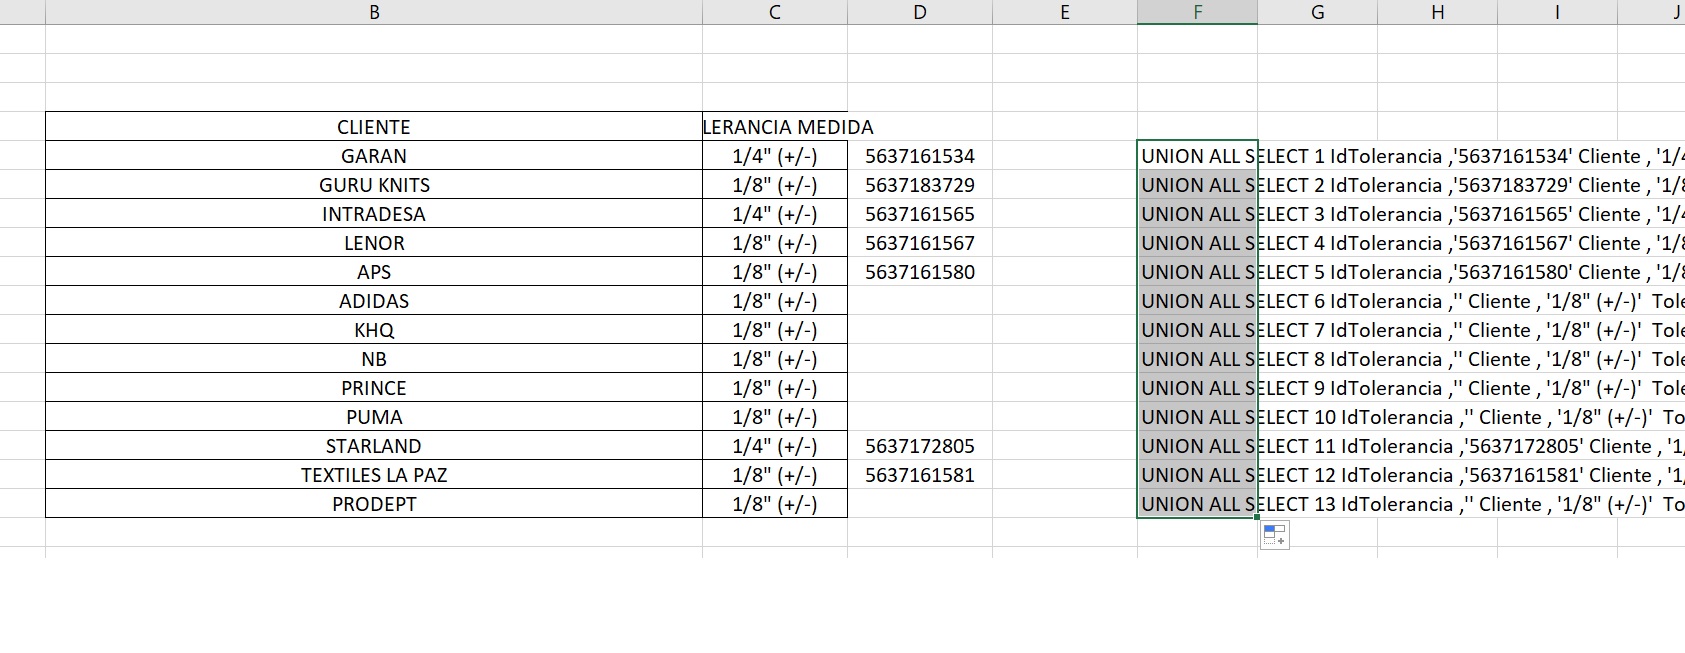 B C D E F G H I J
CLIENTE LERANCIA MEDIDA
GARAN 1/4" (+/-) 5637161534 UNION ALL SELECT 1 IdTolerancia ,'5637161534' Cliente , '1/4
GURU KNITS 1/8" (+/-) 5637183729 UNION ALL SELECT 2 IdTolerancia ,'5637183729' Cliente , '1/8
INTRADESA 1/4" (+/-) 5637161565 UNION ALL SELECT 3 IdTolerancia ,'5637161565' Cliente , '1/4
LENOR 1/8" (+/-) 5637161567 UNION ALL SELECT 4 IdTolerancia ,'5637161567' Cliente , '1/8
APS 1/8" (+/-) 5637161580 UNION ALL SELECT 5 IdTolerancia ,'5637161580' Cliente , '1/8
ADIDAS 1/8" (+/-) UNION ALL SELECT 6 IdTolerancia ,'' Cliente , '1/8" (+/-)' Tole
KHQ 1/8" (+/-) UNION ALL SELECT 7 IdTolerancia ,'' Cliente , '1/8" (+/-)' Tole
NB 1/8" (+/-) UNION ALL SELECT 8 IdTolerancia ,'' Cliente , '1/8" (+/-)' Tole
PRINCE 1/8" (+/-) UNION ALL SELECT 9 IdTolerancia ,'' Cliente , '1/8" (+/-)' Tole
PUMA 1/8" (+/-) UNION ALL SELECT 10 IdTolerancia ,'' Cliente , '1/8" (+/-)' To
STARLAND 1/4" (+/-) 5637172805 UNION ALL SELECT 11 IdTolerancia ,'5637172805' Cliente , '1/
TEXTILES LA PAZ 1/8" (+/-) 5637161581 UNION ALL SELECT 12 IdTolerancia ,'5637161581' Cliente , '1/
PRODEPT 1/8" (+/-) UNION ALL SELECT 13 IdTolerancia ,'' Cliente , '1/8" (+/-)' To